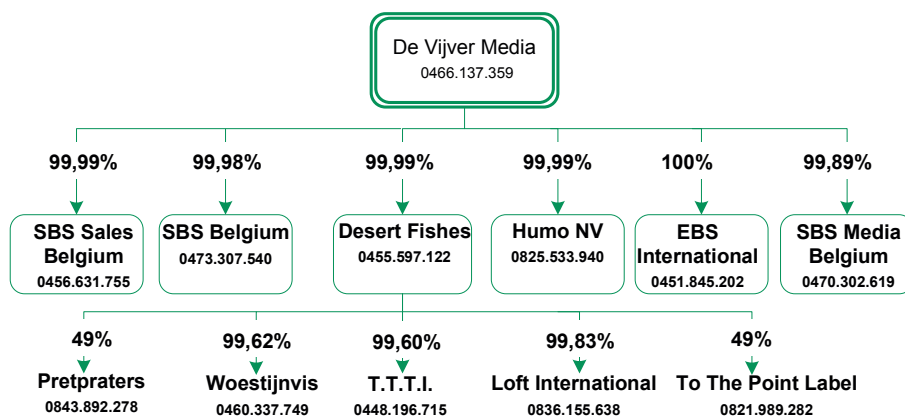 De Vijver Media
0466.137.359
99,99%
99,98%
99,99%
99,99%
100%
99,89%
SBS Sales
Belgium
0456.631.755
SBS Belgium
0473.307.540
Desert Fishes
0455.597.122
Humo NV
0825.533.940
EBS
International
0451.845.202
SBS Media
Belgium
0470.302.619
49%
99,62%
99,60%
99,83%
49%
Pretpraters
0843.892.278
Woestijnvis
0460.337.749
T.T.T.I.
0448.196.715
Loft International
0836.155.638
To The Point Label
0821.989.282